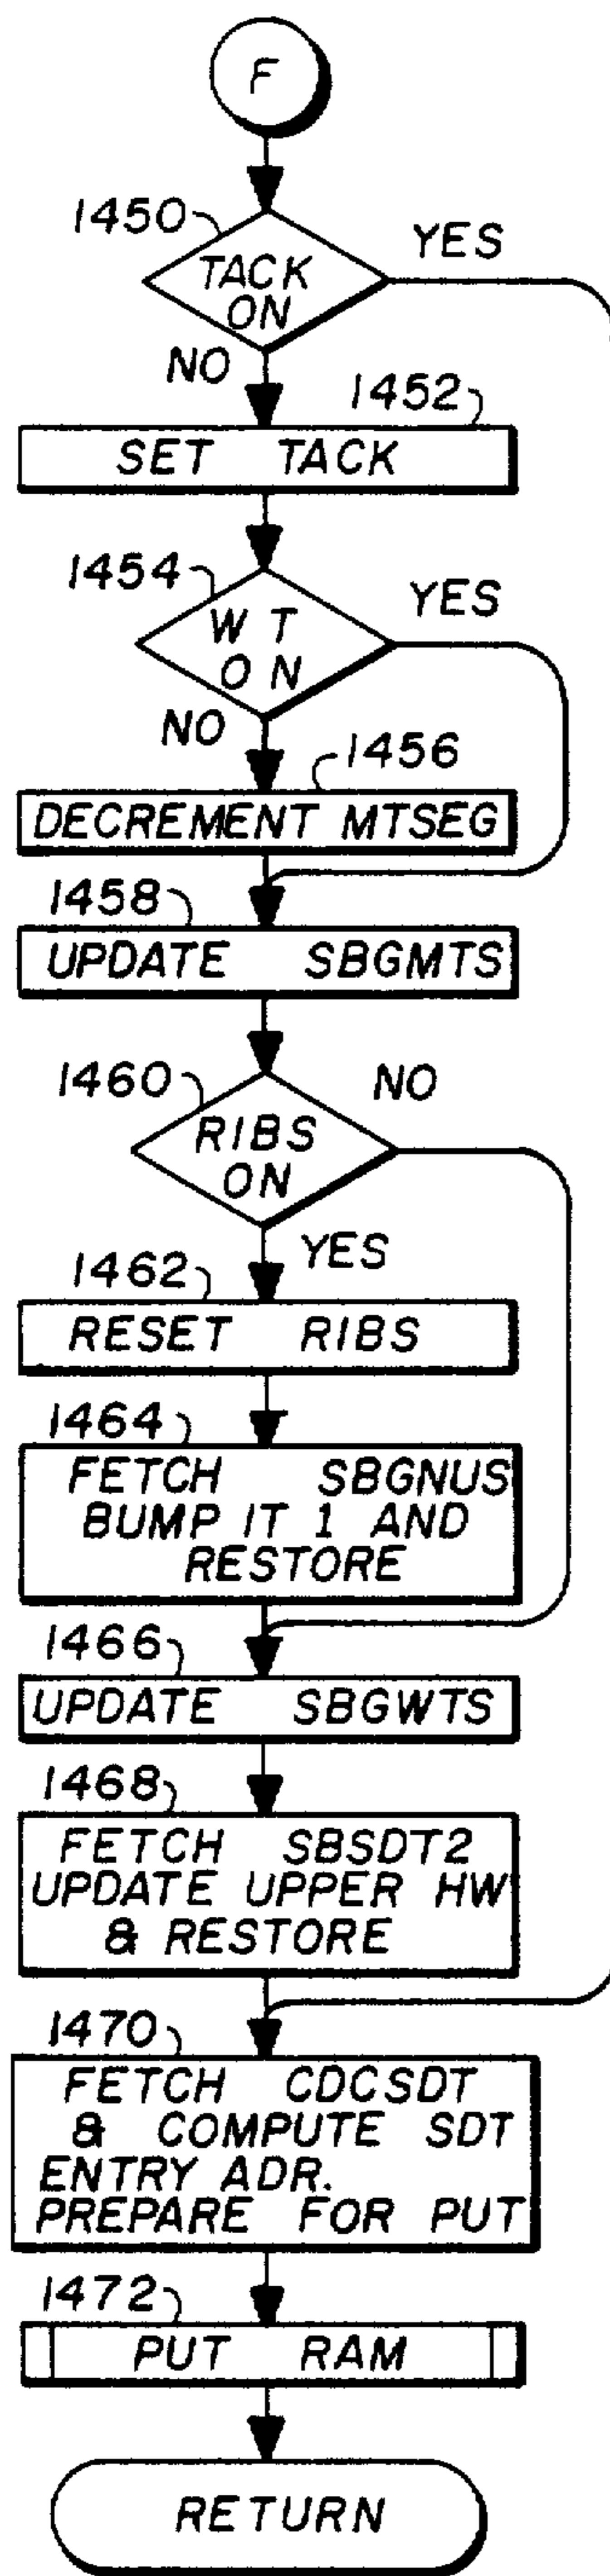 F
1450
YES
TACK
ON
NO
1452
SET TACK
1454
YES
WT
ON
NO
1456
DECREMENT MTSEG
1458
UPDATE SBGMTS
1460
NO
RIBS
ON
YES
1462
RESET RIBS
1464
FETCH SBGNUS
BUMP IT 1 AND
RESTORE
1466
UPDATE SBGWTS
1468
FETCH SBSDT2
UPDATE UPPER HW
& RESTORE
1470
FETCH CDCSDT
& COMPUTE SDT
ENTRY ADR.
PREPARE FOR PUT
1472
PUT RAM
RETURN